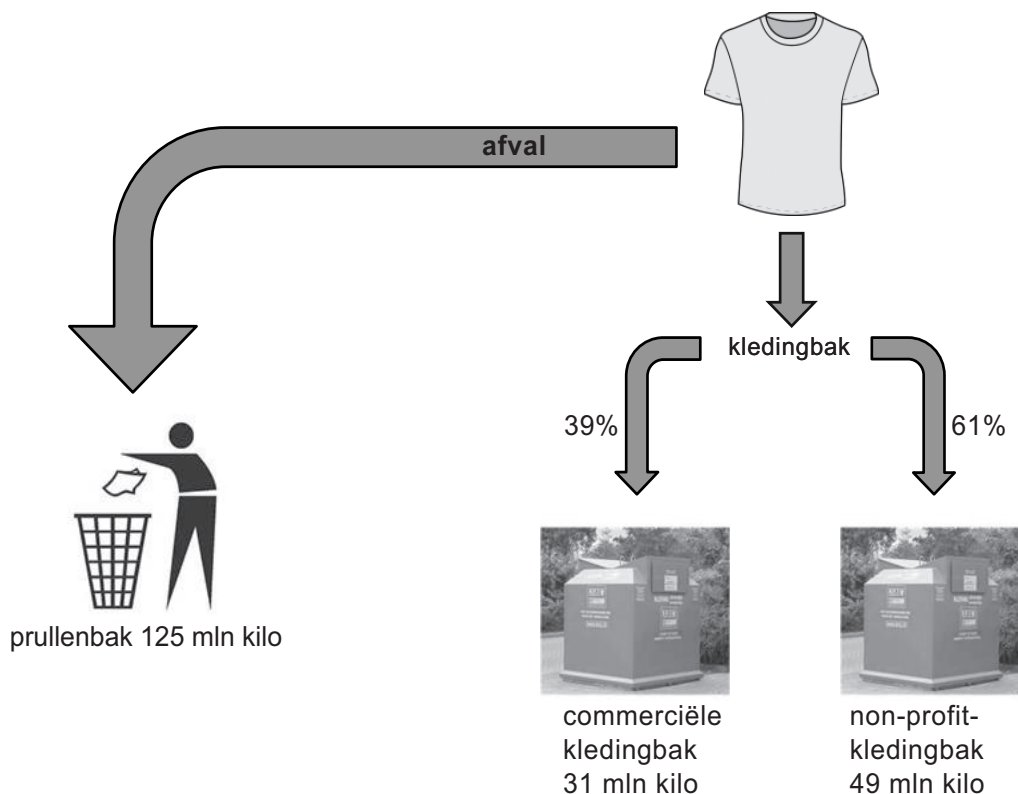 afval
kledingbak
39%
61%
prullenbak 125 mln kilo
commerciële
kledingbak
31 mln kilo
non-profit-
kledingbak
49 mln kilo